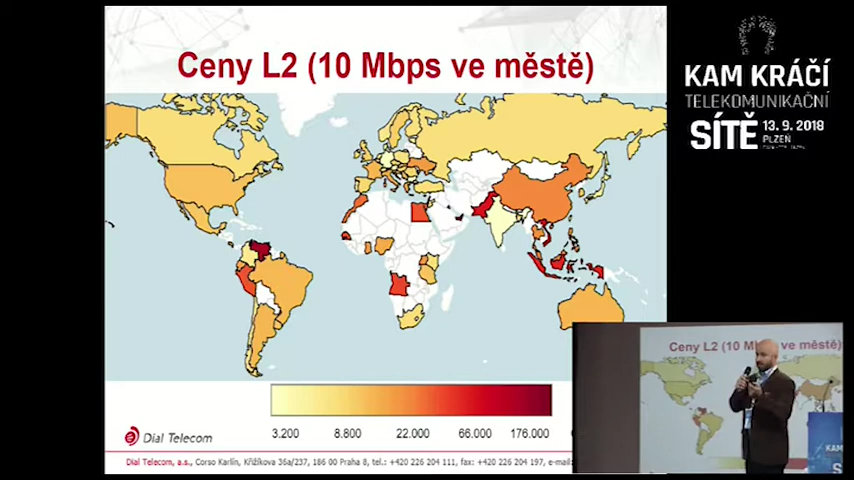 Ceny L2 (10 Mbps ve městě)
KAM KRÁČÍ
TELEKOMUNIKAČNÍ
SÍTĚ 13. 9. 2018
PLZEŇ
3.200 8.800 22.000 66.000 176.000
Dial Telecom
Dial Telecom, a.s., Corso Karlín, Křižíkova 36a/237, 186 00 Praha 8, tel.: +420 226 204 111, fax: +420 226 204 197, e-mail:
Ceny L2 (10 Mb ve městě)
KAM
S